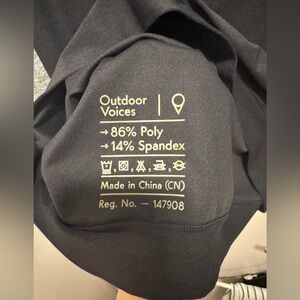 Outdoor
Voices
→ 86% Poly
→ 14% Spandex
Made in China (CN)
Reg. No. — 147908